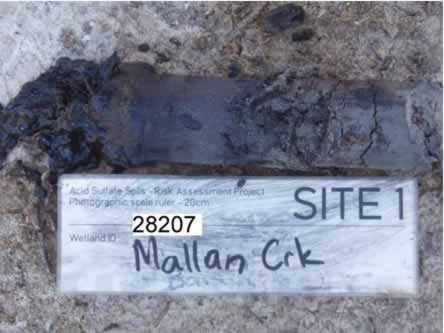 Acid Sulfate Soils - Risk Assessment Project
Photographic scale ruler - 20cm
SITE 1
28207
Wetland ID
Mallan Crk